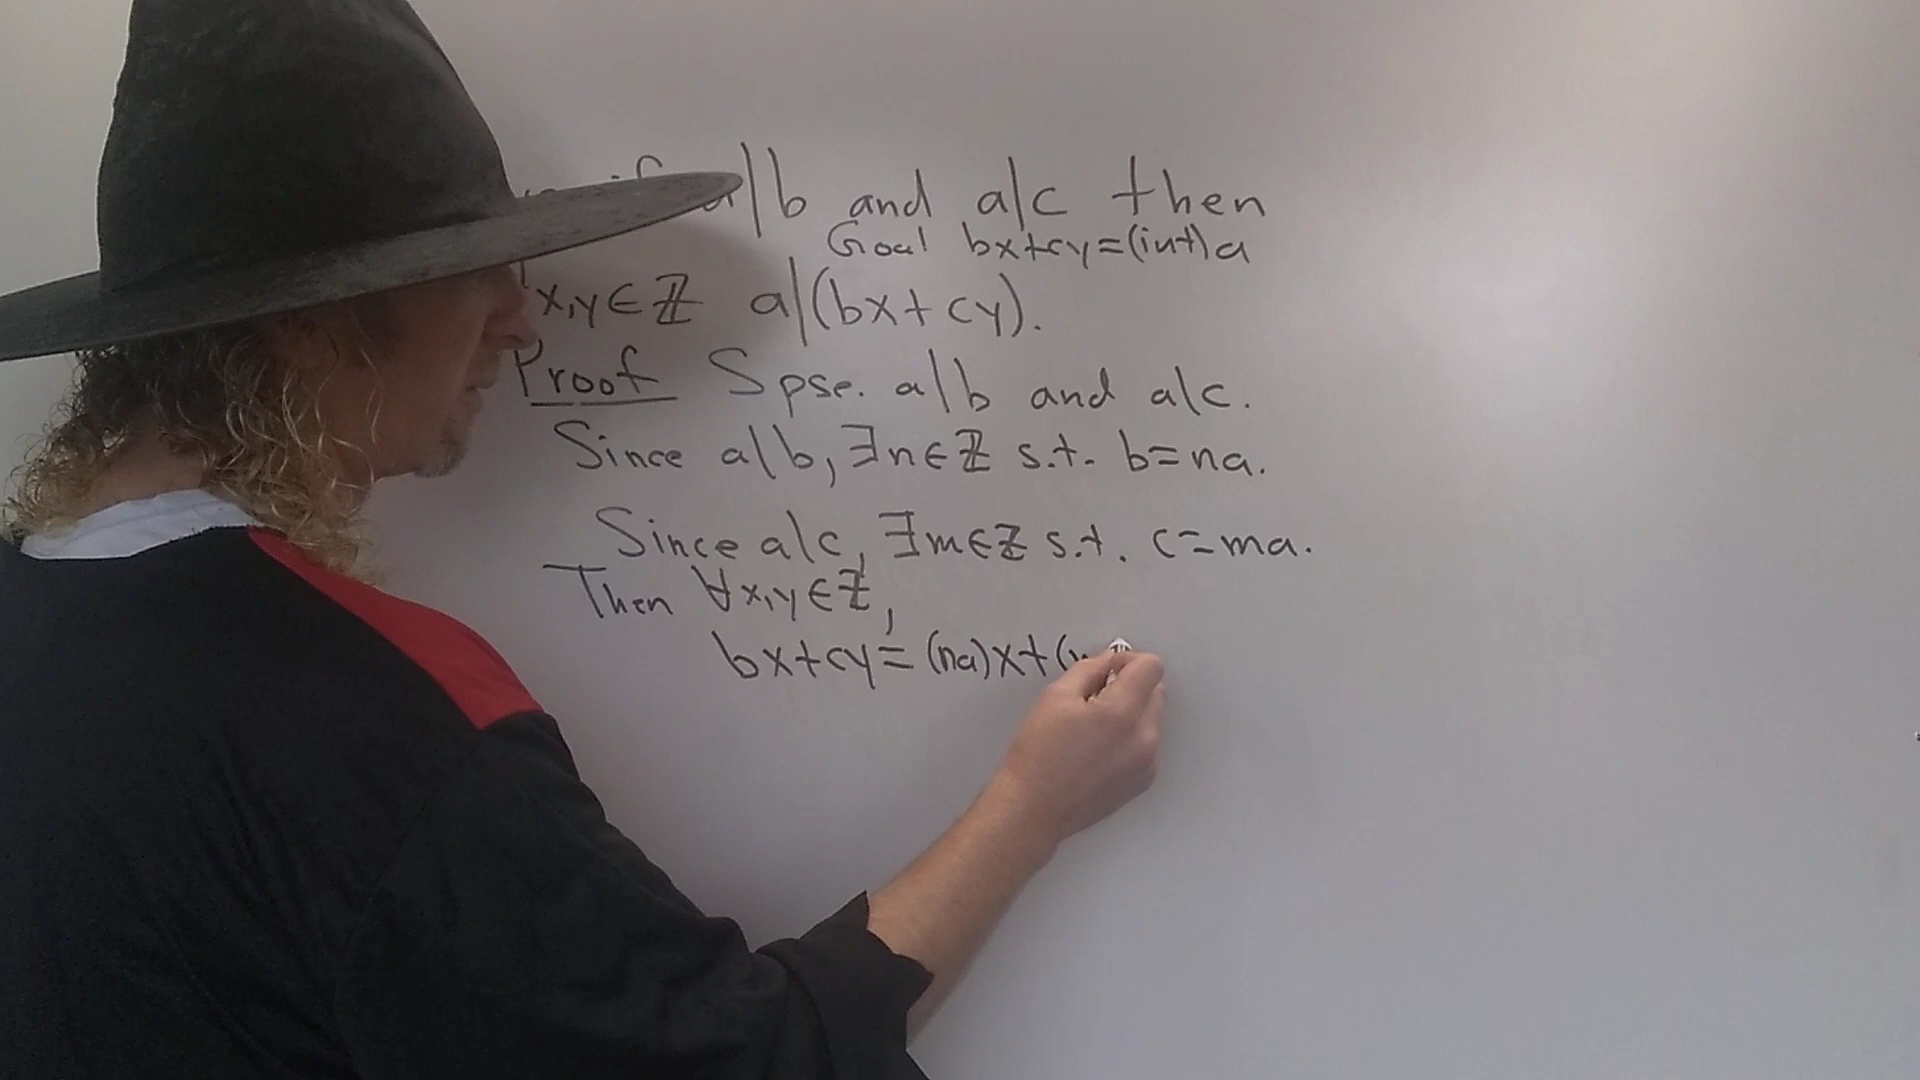 if a|b and a|c then
Goal bx+cy=(int)a
x,y∈ℤ a|(bx+cy).
Proof Spse. a|b and a|c.
Since a|b, ∃n∈ℤ s.t. b=na.
Since a|c, ∃m∈ℤ s.t. c=ma.
Then ∀x,y∈ℤ,
bx+cy=(na)x+(